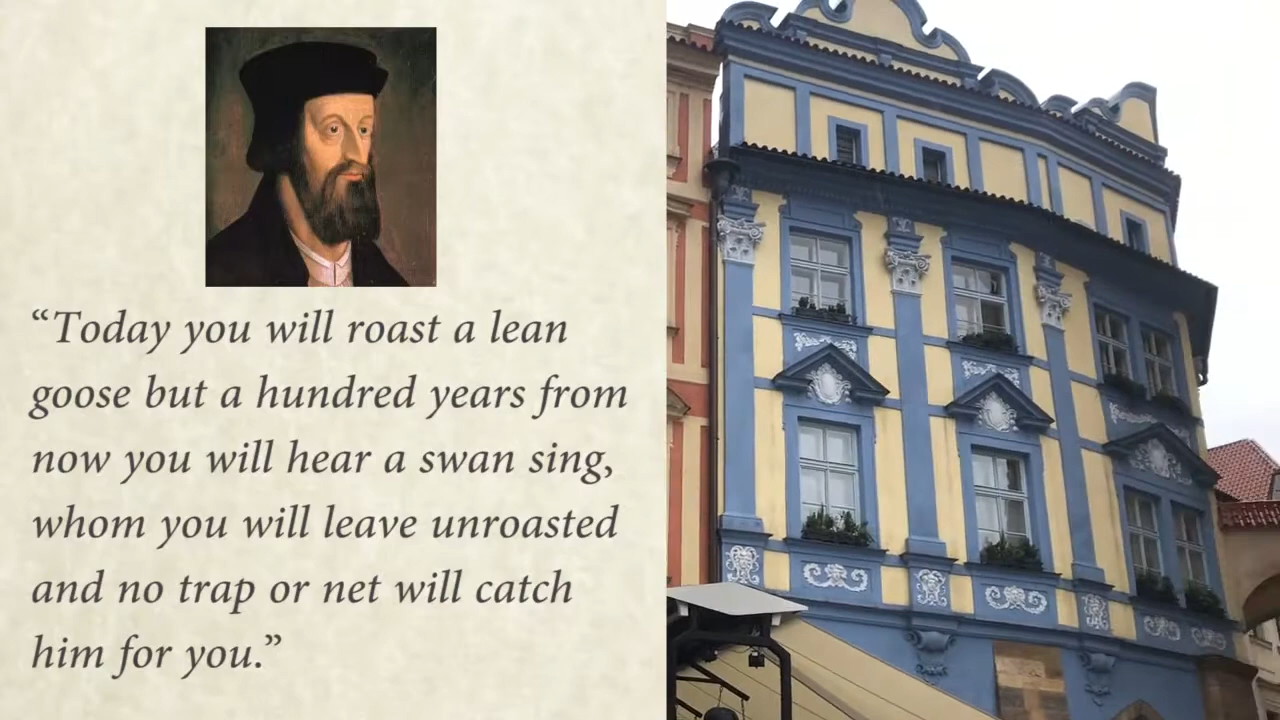 “Today you will roast a lean
goose but a hundred years from
now you will hear a swan sing,
whom you will leave unroasted
and no trap or net will catch
him for you.”